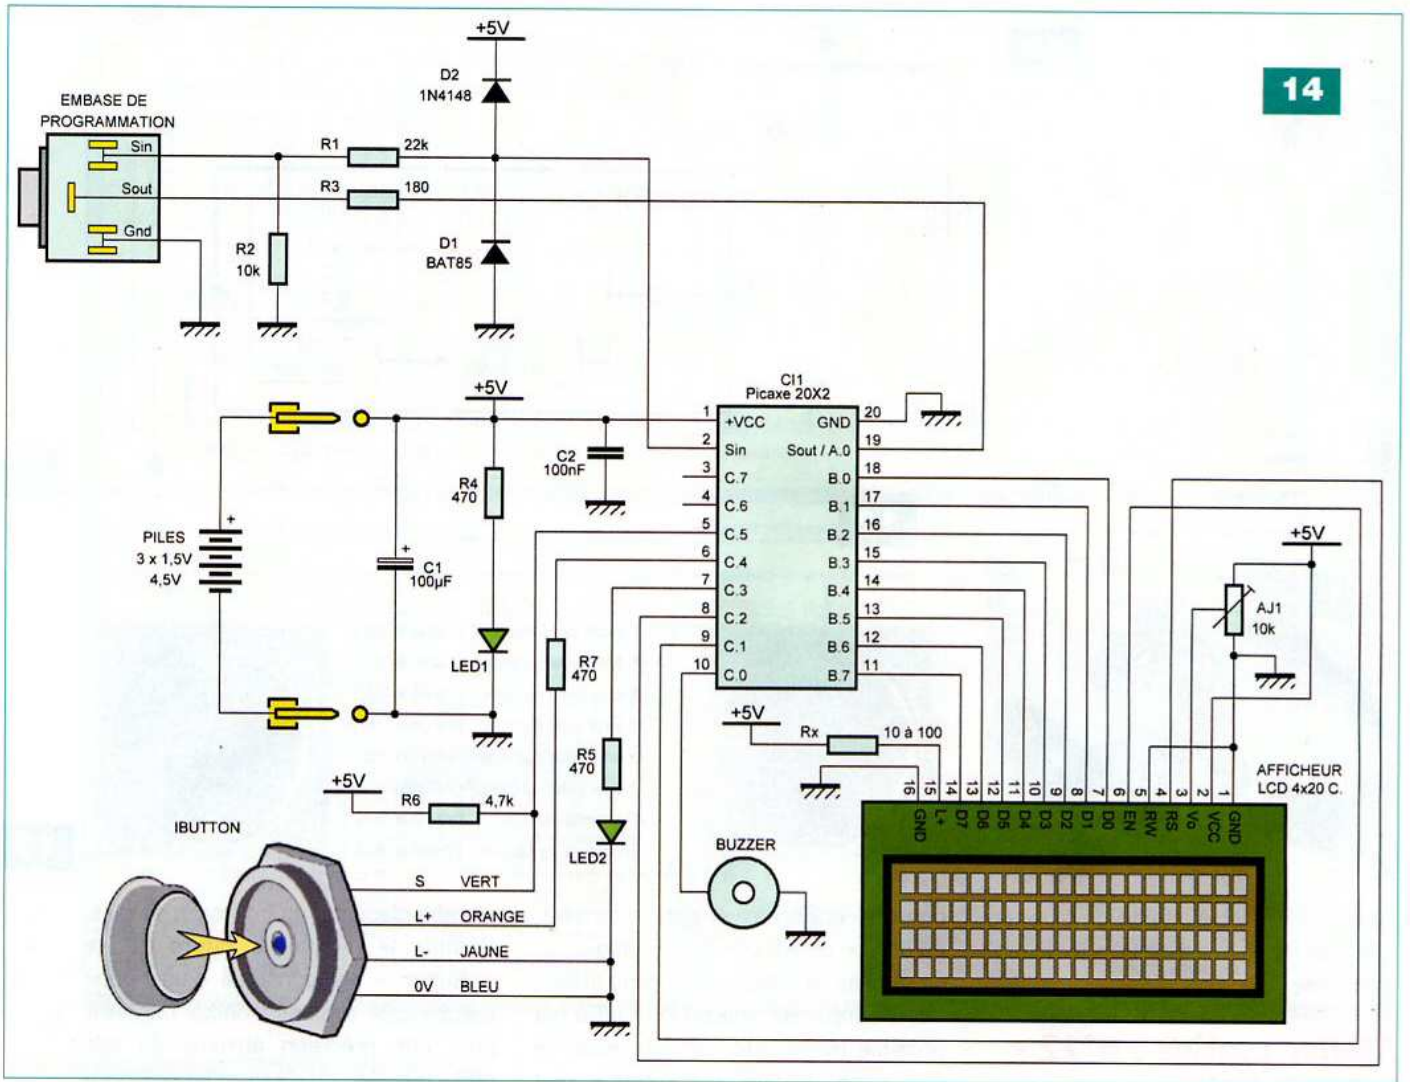 14
+5V
D2
1N4148
EMBASE DE
PROGRAMMATION
Sin
Sout
Gnd
R1
22k
R3
180
R2
10k
D1
BAT85
CI1
Picaxe 20X2
+5V
1
+VCC
GND
20
2
Sin
Sout / A.0
19
3
C.7
B.0
18
4
C.6
B.1
17
5
C.5
B.2
16
6
C.4
B.3
15
7
C.3
B.4
14
8
C.2
B.5
13
9
C.1
B.6
12
10
C.0
B.7
11
C2
100nF
R4
470
PILES
3 x 1,5V
4,5V
+
+
C1
100µF
LED1
R7
470
R5
470
LED2
+5V
AJ1
10k
+5V
Rx
10 à 100
+5V
R6
4,7k
IBUTTON
S VERT
L+ ORANGE
L- JAUNE
0V BLEU
BUZZER
AFFICHEUR
LCD 4x20 C.
16 15 14 13 12 11 10 9 8 7 6 5 4 3 2 1
GND L+ D7 D6 D5 D4 D3 D2 D1 D0 EN RW RS Vo VCC GND